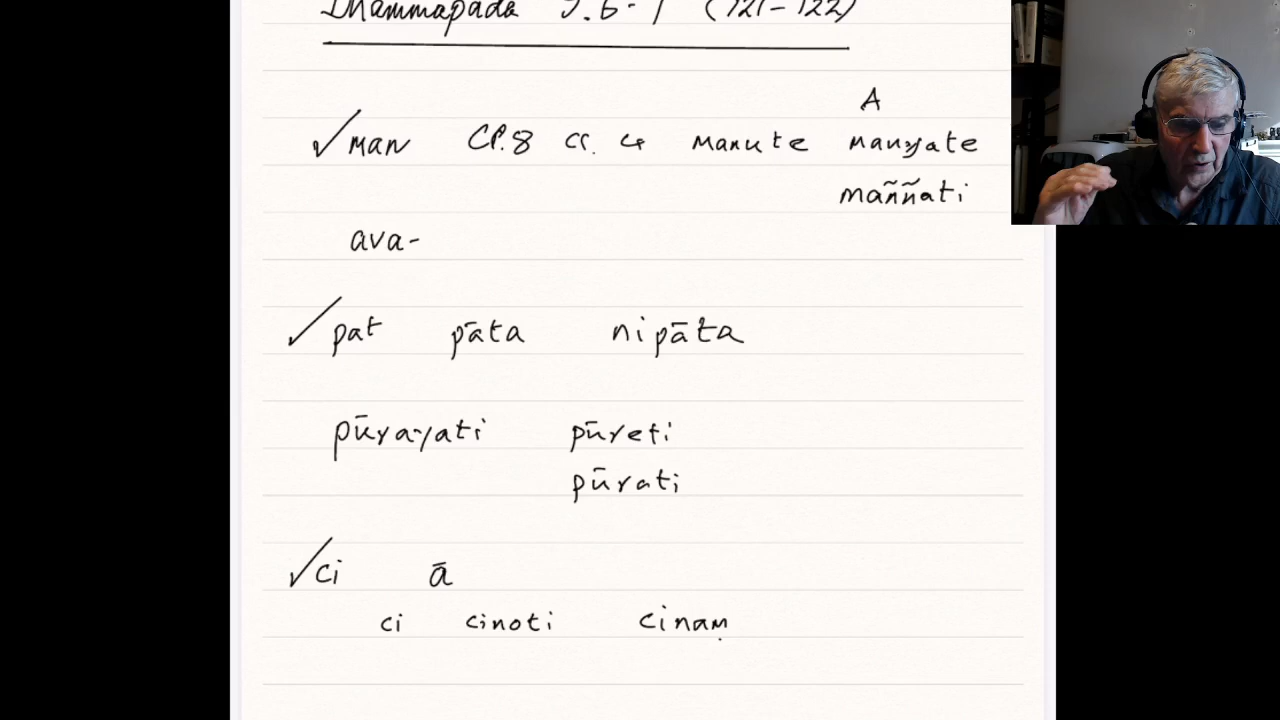 Dhammapada 9.6-7 (121-122)
A
√man CP.8 Cl. 4 manute manyate
maññati
ava-
√pat pāta nipāta
pūrayati pūreti
pūrati
√ci ā
ci cinoti cinaṃ